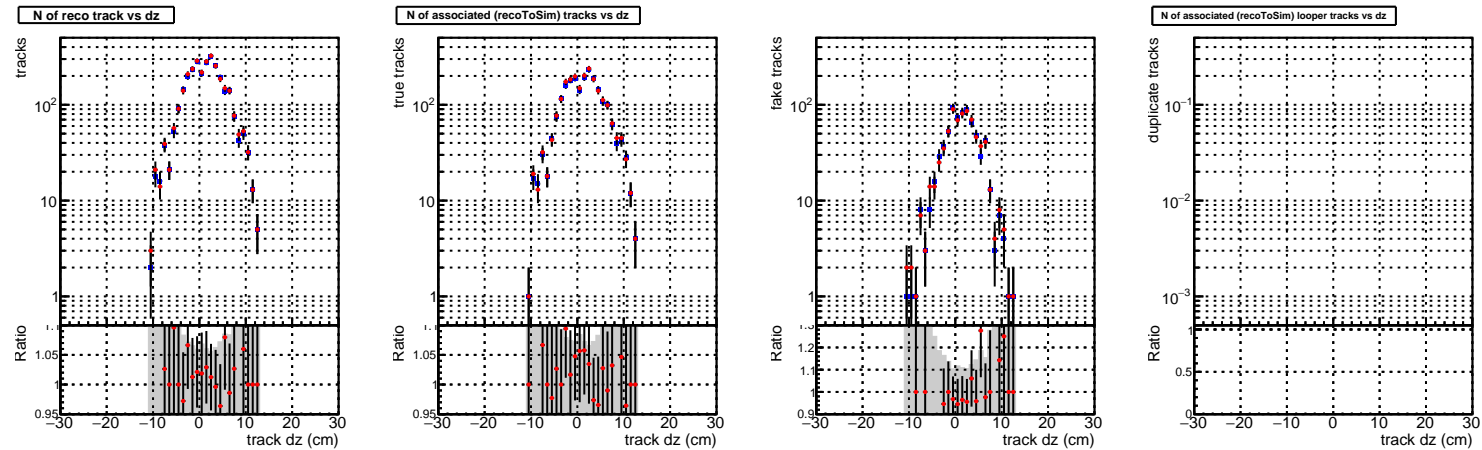 N of reco track vs dz
tracks
10²
10
1
Ratio
1.1
1.05
1
0.95
−30 −20 −10 0 10 20 30
track dz (cm)
N of associated (recoToSim) tracks vs dz
true tracks
10²
10
1
Ratio
1.1
1.05
1
0.95
−30 −20 −10 0 10 20 30
track dz (cm)
fake tracks
10²
10
1
Ratio
1.3
1.2
1.1
1
0.9
−30 −20 −10 0 10 20 30
track dz (cm)
N of associated (recoToSim) looper tracks vs dz
duplicate tracks
10⁻¹
10⁻²
10⁻³
Ratio
1
0.5
0
−30 −20 −10 0 10 20 30
track dz (cm)